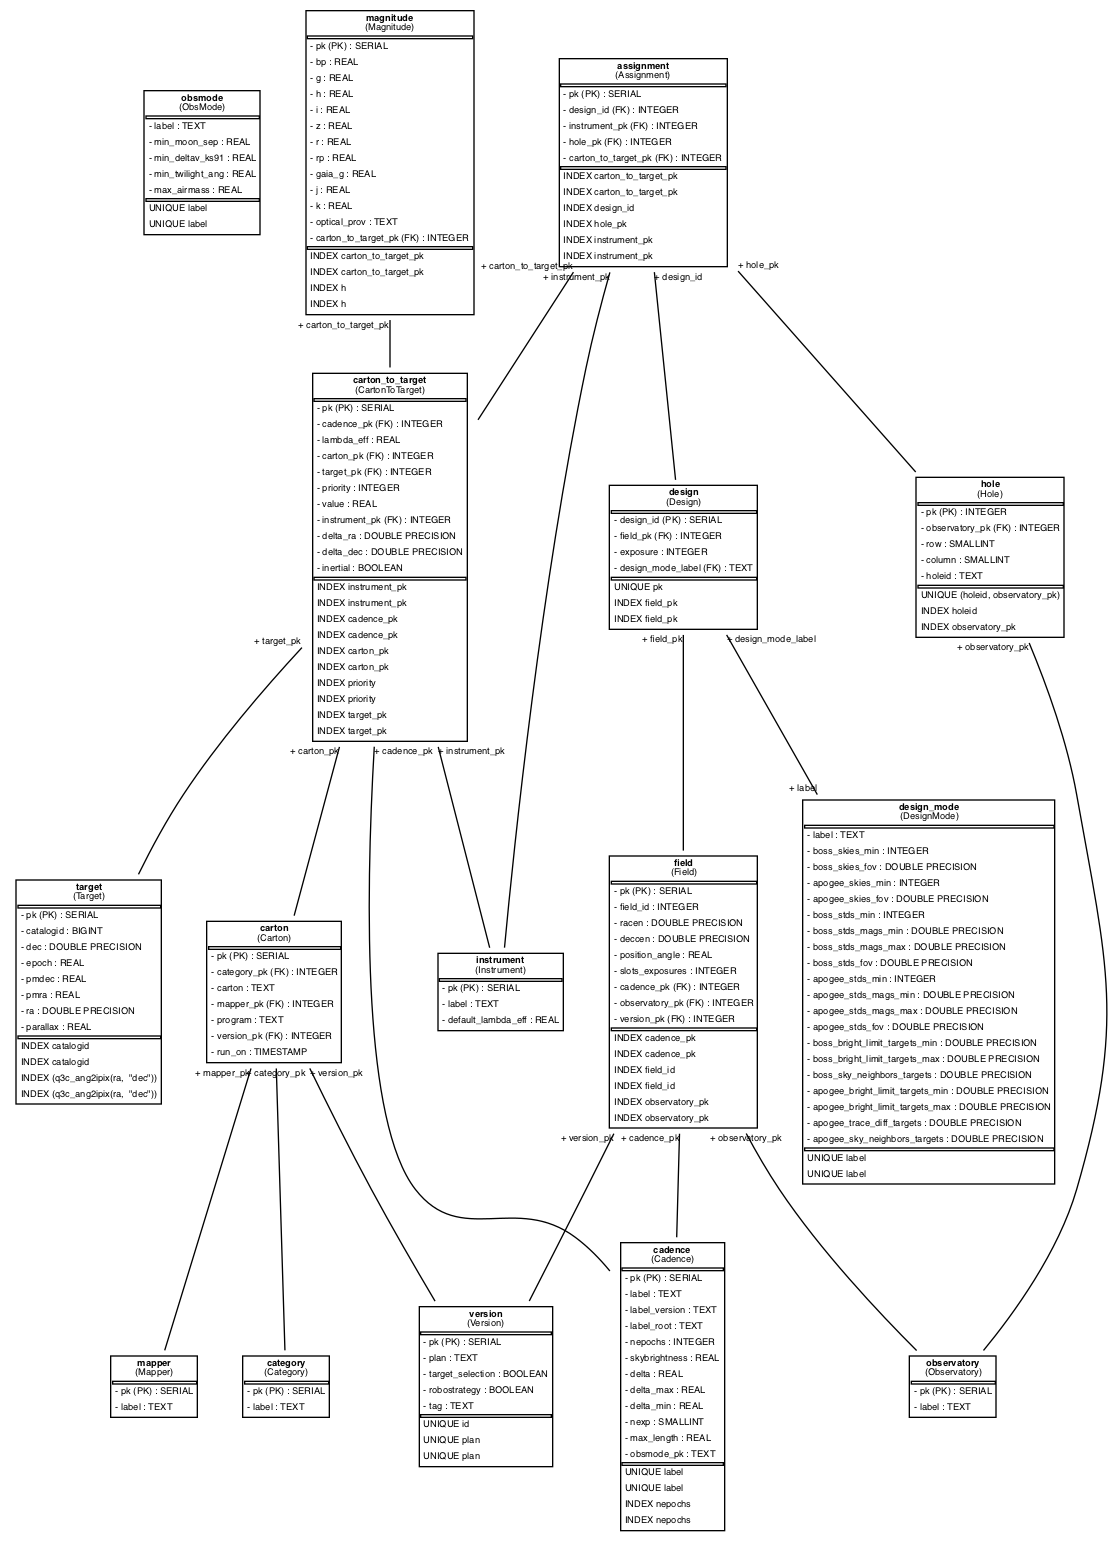 magnitude
(Magnitude)
- pk (PK) : SERIAL
- bp : REAL
- g : REAL
- h : REAL
- i : REAL
- z : REAL
- r : REAL
- rp : REAL
- gaia_g : REAL
- j : REAL
- k : REAL
- optical_prov : TEXT
- carton_to_target_pk (FK) : INTEGER
INDEX carton_to_target_pk
INDEX carton_to_target_pk
INDEX h
INDEX h
+ carton_to_target_pk
obsmode
(ObsMode)
- label : TEXT
- min_moon_sep : REAL
- min_deltav_ks91 : REAL
- min_twilight_ang : REAL
- max_airmass : REAL
UNIQUE label
UNIQUE label
assignment
(Assignment)
- pk (PK) : SERIAL
- design_id (FK) : INTEGER
- instrument_pk (FK) : INTEGER
- hole_pk (FK) : INTEGER
- carton_to_target_pk (FK) : INTEGER
INDEX carton_to_target_pk
INDEX carton_to_target_pk
INDEX design_id
INDEX hole_pk
INDEX instrument_pk
INDEX instrument_pk
+ carton_to_target_pk
+ instrument_pk
+ design_id
+ hole_pk
carton_to_target
(CartonToTarget)
- pk (PK) : SERIAL
- cadence_pk (FK) : INTEGER
- lambda_eff : REAL
- carton_pk (FK) : INTEGER
- target_pk (FK) : INTEGER
- priority : INTEGER
- value : REAL
- instrument_pk (FK) : INTEGER
- delta_ra : DOUBLE PRECISION
- delta_dec : DOUBLE PRECISION
- inertial : BOOLEAN
INDEX instrument_pk
INDEX instrument_pk
INDEX cadence_pk
INDEX cadence_pk
INDEX carton_pk
INDEX carton_pk
INDEX priority
INDEX priority
INDEX target_pk
INDEX target_pk
+ target_pk
+ carton_pk
+ cadence_pk
+ instrument_pk
design
(Design)
- design_id (PK) : SERIAL
- field_pk (FK) : INTEGER
- exposure : INTEGER
- design_mode_label (FK) : TEXT
UNIQUE pk
INDEX field_pk
INDEX field_pk
+ field_pk
+ design_mode_label
+ label
hole
(Hole)
- pk (PK) : INTEGER
- observatory_pk (FK) : INTEGER
- row : SMALLINT
- column : SMALLINT
- holeid : TEXT
UNIQUE (holeid, observatory_pk)
INDEX holeid
INDEX observatory_pk
+ observatory_pk
design_mode
(DesignMode)
- label : TEXT
- boss_skies_min : INTEGER
- boss_skies_fov : DOUBLE PRECISION
- apogee_skies_min : INTEGER
- apogee_skies_fov : DOUBLE PRECISION
- boss_stds_min : INTEGER
- boss_stds_mags_min : DOUBLE PRECISION
- boss_stds_mags_max : DOUBLE PRECISION
- boss_stds_fov : DOUBLE PRECISION
- apogee_stds_min : INTEGER
- apogee_stds_mags_min : DOUBLE PRECISION
- apogee_stds_mags_max : DOUBLE PRECISION
- apogee_stds_fov : DOUBLE PRECISION
- boss_bright_limit_targets_min : DOUBLE PRECISION
- boss_bright_limit_targets_max : DOUBLE PRECISION
- boss_sky_neighbors_targets : DOUBLE PRECISION
- apogee_bright_limit_targets_min : DOUBLE PRECISION
- apogee_bright_limit_targets_max : DOUBLE PRECISION
- apogee_trace_diff_targets : DOUBLE PRECISION
- apogee_sky_neighbors_targets : DOUBLE PRECISION
UNIQUE label
UNIQUE label
target
(Target)
- pk (PK) : SERIAL
- catalogid : BIGINT
- dec : DOUBLE PRECISION
- epoch : REAL
- pmdec : REAL
- pmra : REAL
- ra : DOUBLE PRECISION
- parallax : REAL
INDEX catalogid
INDEX catalogid
INDEX (q3c_ang2ipix(ra, "dec"))
INDEX (q3c_ang2ipix(ra, "dec"))
carton
(Carton)
- pk (PK) : SERIAL
- category_pk (FK) : INTEGER
- carton : TEXT
- mapper_pk (FK) : INTEGER
- program : TEXT
- version_pk (FK) : INTEGER
- run_on : TIMESTAMP
+ mapper_pk
+ category_pk
+ version_pk
instrument
(Instrument)
- pk (PK) : SERIAL
- label : TEXT
- default_lambda_eff : REAL
field
(Field)
- pk (PK) : SERIAL
- field_id : INTEGER
- racen : DOUBLE PRECISION
- deccen : DOUBLE PRECISION
- position_angle : REAL
- slots_exposures : INTEGER
- cadence_pk (FK) : INTEGER
- observatory_pk (FK) : INTEGER
- version_pk (FK) : INTEGER
INDEX cadence_pk
INDEX cadence_pk
INDEX field_id
INDEX field_id
INDEX observatory_pk
INDEX observatory_pk
+ version_pk
+ cadence_pk
+ observatory_pk
mapper
(Mapper)
- pk (PK) : SERIAL
- label : TEXT
category
(Category)
- pk (PK) : SERIAL
- label : TEXT
version
(Version)
- pk (PK) : SERIAL
- plan : TEXT
- target_selection : BOOLEAN
- robostrategy : BOOLEAN
- tag : TEXT
UNIQUE id
UNIQUE plan
UNIQUE plan
cadence
(Cadence)
- pk (PK) : SERIAL
- label : TEXT
- label_version : TEXT
- label_root : TEXT
- nepochs : INTEGER
- skybrightness : REAL
- delta : REAL
- delta_max : REAL
- delta_min : REAL
- nexp : SMALLINT
- max_length : REAL
- obsmode_pk : TEXT
UNIQUE label
UNIQUE label
INDEX nepochs
INDEX nepochs
observatory
(Observatory)
- pk (PK) : SERIAL
- label : TEXT